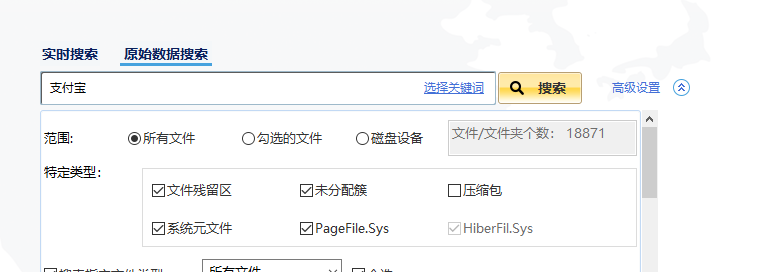 实时搜索 原始数据搜索
支付宝 选择关键词 搜索 高级设置
范围: 所有文件 勾选的文件 磁盘设备 文件/文件夹个数: 18871
特定类型:
文件残留区 未分配簇 压缩包
系统元文件 PageFile.Sys HiberFil.Sys
所有文件